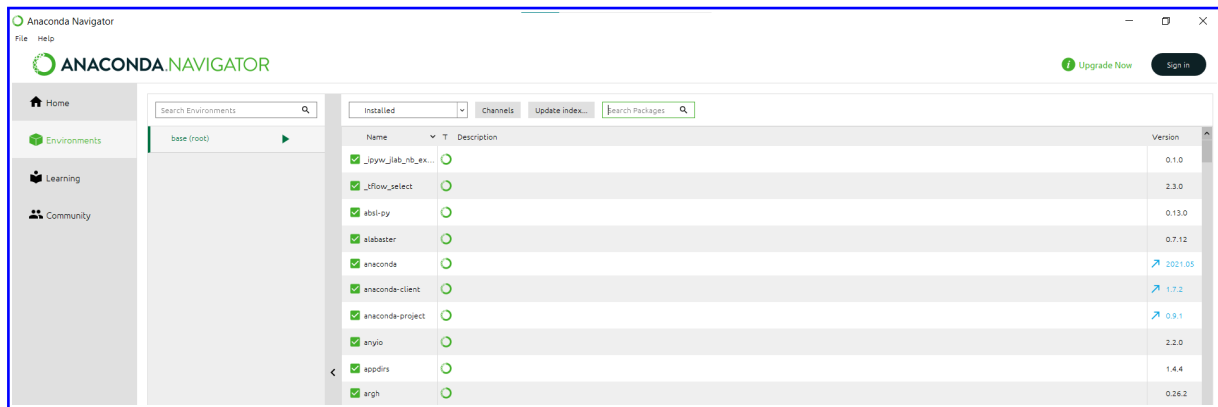 Anaconda Navigator
File Help
ANACONDA.NAVIGATOR
Upgrade Now
Sign in
Home
Environments
Learning
Community
Search Environments
base (root)
Installed
Channels
Update index...
Search Packages
Name T Description Version
_ipyw_jlab_nb_ex... 0.1.0
_tflow_select 2.3.0
absl-py 0.13.0
alabaster 0.7.12
anaconda 2021.05
anaconda-client 1.7.2
anaconda-project 0.9.1
anyio 2.2.0
appdirs 1.4.4
argh 0.26.2